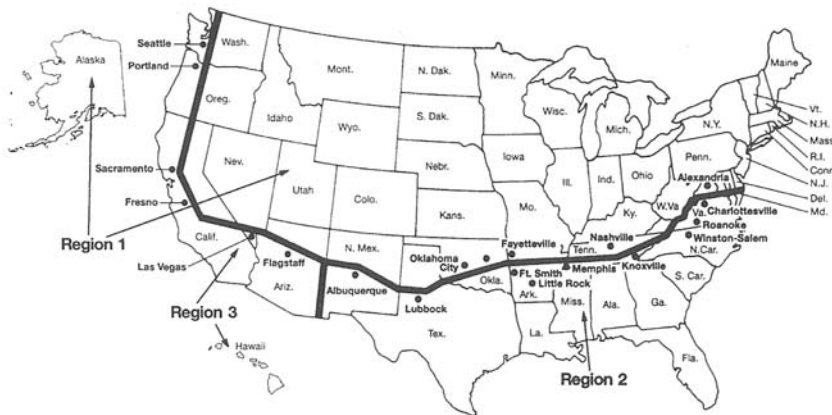 Alaska
Seattle
Wash.
Portland
Oreg.
Mont.
Idaho
Wyo.
N. Dak.
S. Dak.
Minn.
Wisc.
Mich.
Maine
Vt.
N.H.
Mass
R.I.
Conn
N.J.
Del.
Md.
N.Y.
Penn.
Nebr.
Iowa
Ill.
Ind.
Ohio
Sacramento
Nev.
Utah
Colo.
Kans.
Mo.
Ky.
W.Va
Va.
Alexandria
Charlottesville
Roanoke
Winston-Salem
N.Car.
Fresno
Region 1
Calif.
Las Vegas
Flagstaff
Ariz.
N. Mex.
Albuquerque
Oklahoma
City
Okla.
Fayetteville
Ft. Smith
Little Rock
Ark.
Nashville
Tenn.
Memphis
Knoxville
S. Car.
Region 3
Hawaii
Lubbock
Tex.
La.
Miss.
Ala.
Ga.
Fla.
Region 2